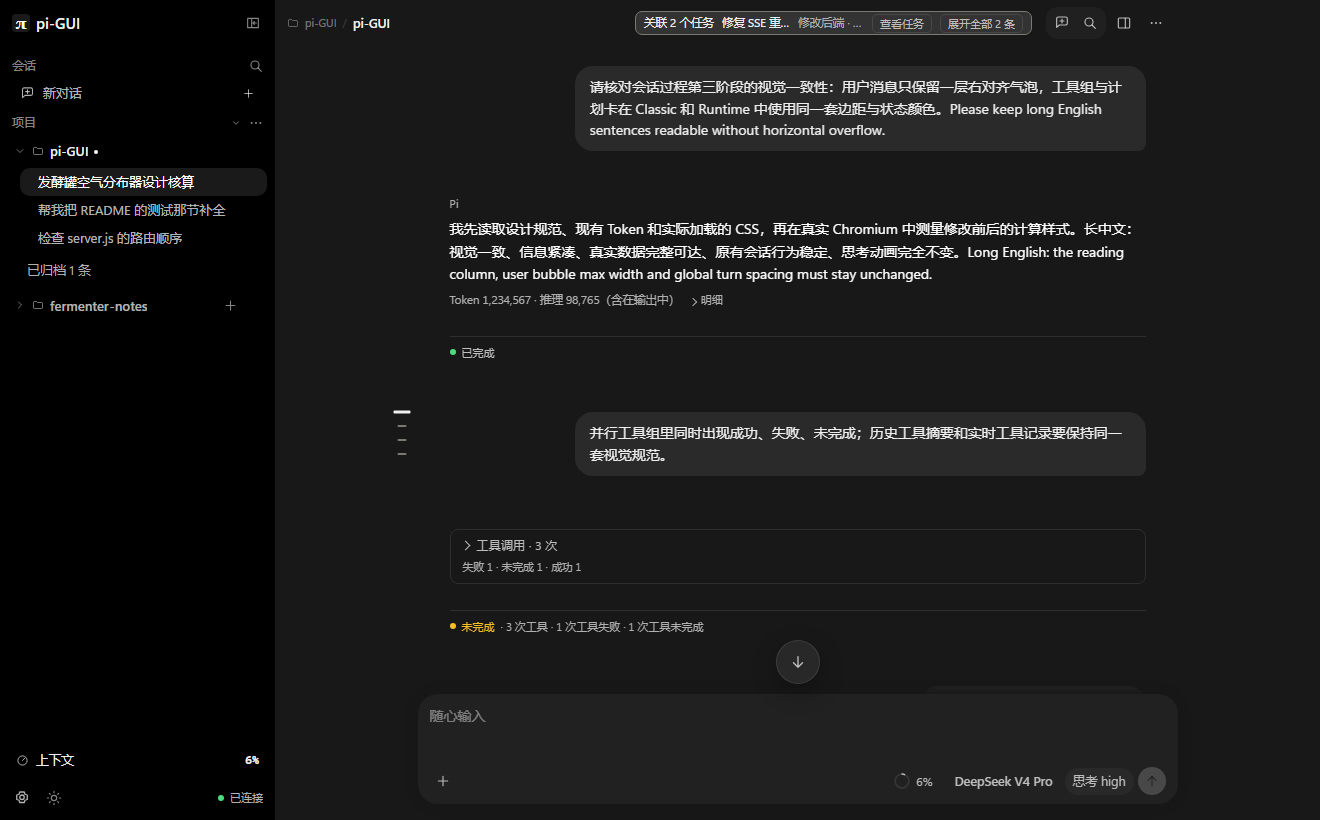 π pi-GUI
会话
新对话
项目
pi-GUI
发酵罐空气分布器设计核算
帮我把 README 的测试那节补全
检查 server.js 的路由顺序
已归档 1 条
fermenter-notes
上下文 6%
已连接
pi-GUI / pi-GUI
关联 2 个任务 修复 SSE 重... 修改后端 · ... 查看任务 展开全部 2 条
请核对会话过程第三阶段的视觉一致性：用户消息只保留一层右对齐气泡，工具组与计
划卡在 Classic 和 Runtime 中使用同一套边距与状态颜色。Please keep long English
sentences readable without horizontal overflow.
Pi
我先读取设计规范、现有 Token 和实际加载的 CSS，再在真实 Chromium 中测量修改前后的计算样式。长中文：
视觉一致、信息紧凑、真实数据完整可达、原有会话行为稳定、思考动画完全不变。Long English: the reading
column, user bubble max width and global turn spacing must stay unchanged.
Token 1,234,567 · 推理 98,765（含在输出中） 明细
已完成
并行工具组里同时出现成功、失败、未完成；历史工具摘要和实时工具记录要保持同一
套视觉规范。
工具调用 · 3 次
失败 1 · 未完成 1 · 成功 1
未完成 · 3 次工具 · 1 次工具失败 · 1 次工具未完成
随心输入
6% DeepSeek V4 Pro 思考 high